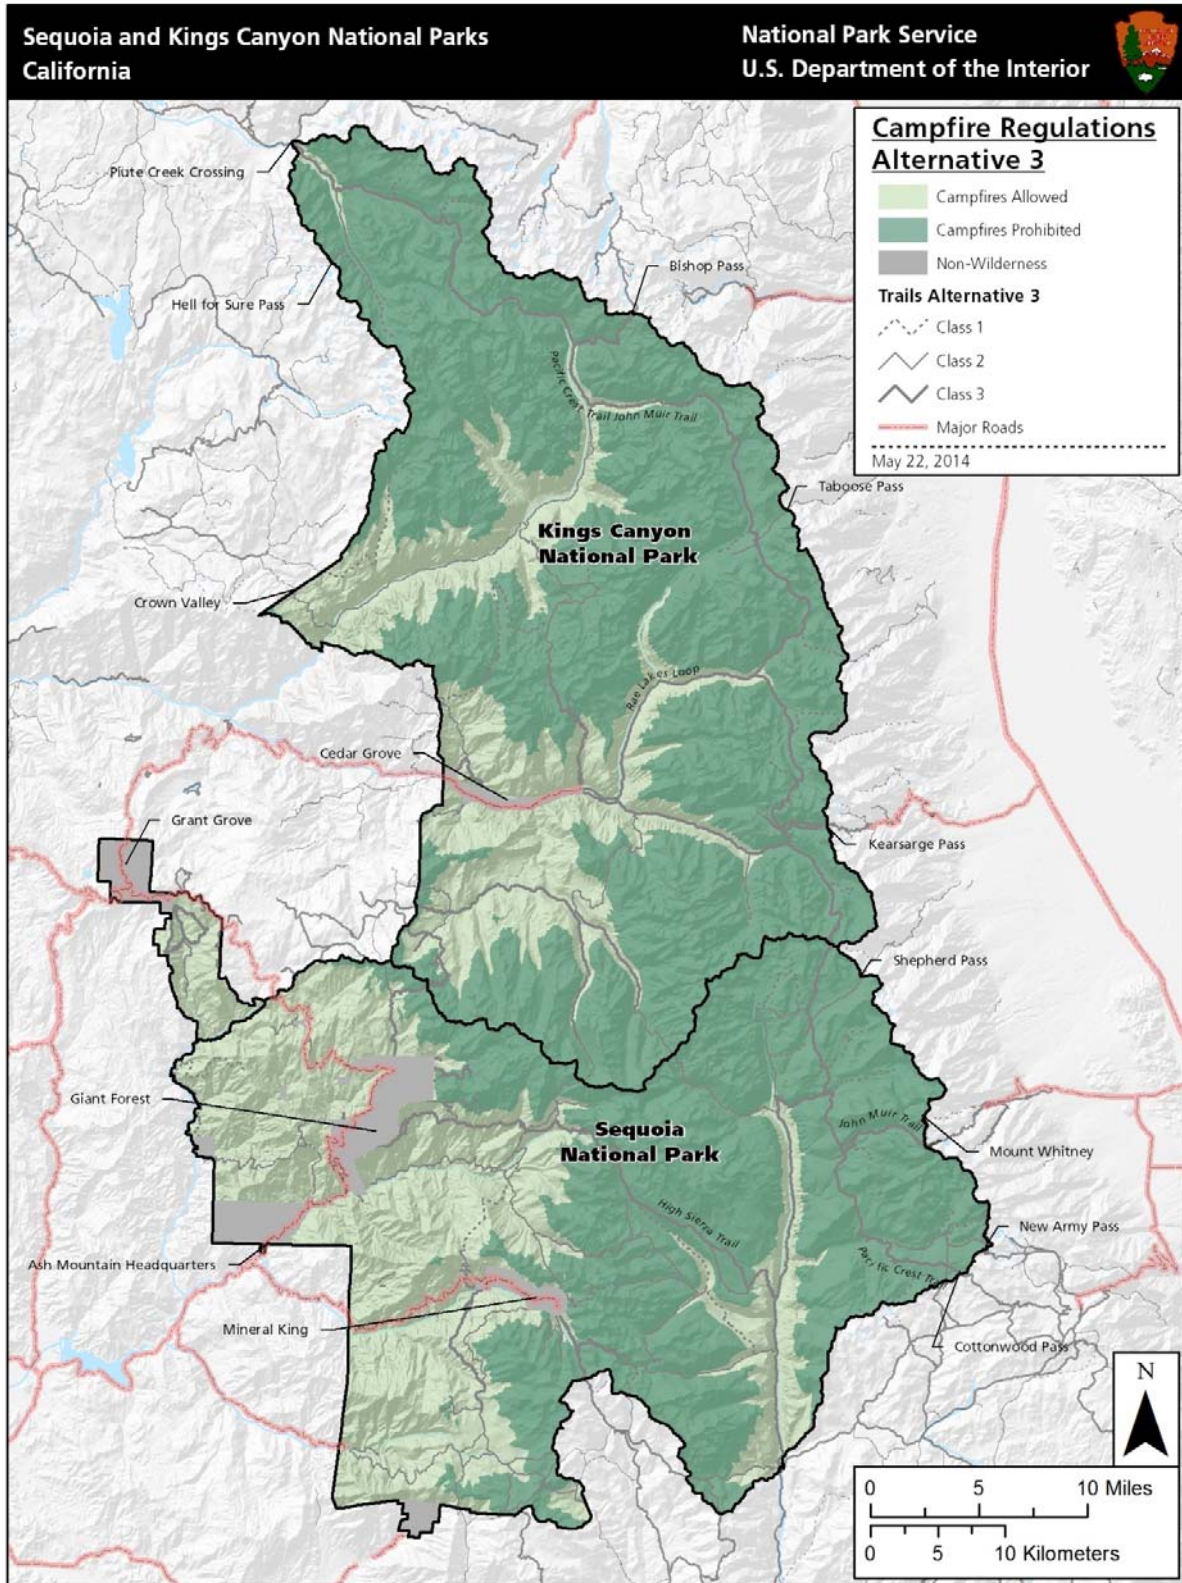 Sequoia and Kings Canyon National Parks
California
National Park Service
U.S. Department of the Interior
Campfire Regulations
Alternative 3
Campfires Allowed
Campfires Prohibited
Non-Wilderness
Trails Alternative 3
Class 1
Class 2
Class 3
Major Roads
May 22, 2014
Piute Creek Crossing
Hell for Sure Pass
Bishop Pass
Pacific Crest Trail John Muir Trail
Taboose Pass
Kings Canyon
National Park
Crown Valley
Rae Lakes Loop
Cedar Grove
Grant Grove
Kearsarge Pass
Shepherd Pass
Giant Forest
Sequoia
National Park
John Muir Trail
Mount Whitney
High Sierra Trail
New Army Pass
Pacific Crest Trail
Ash Mountain Headquarters
Mineral King
Cottonwood Pass
N
0 5 10 Miles
0 5 10 Kilometers